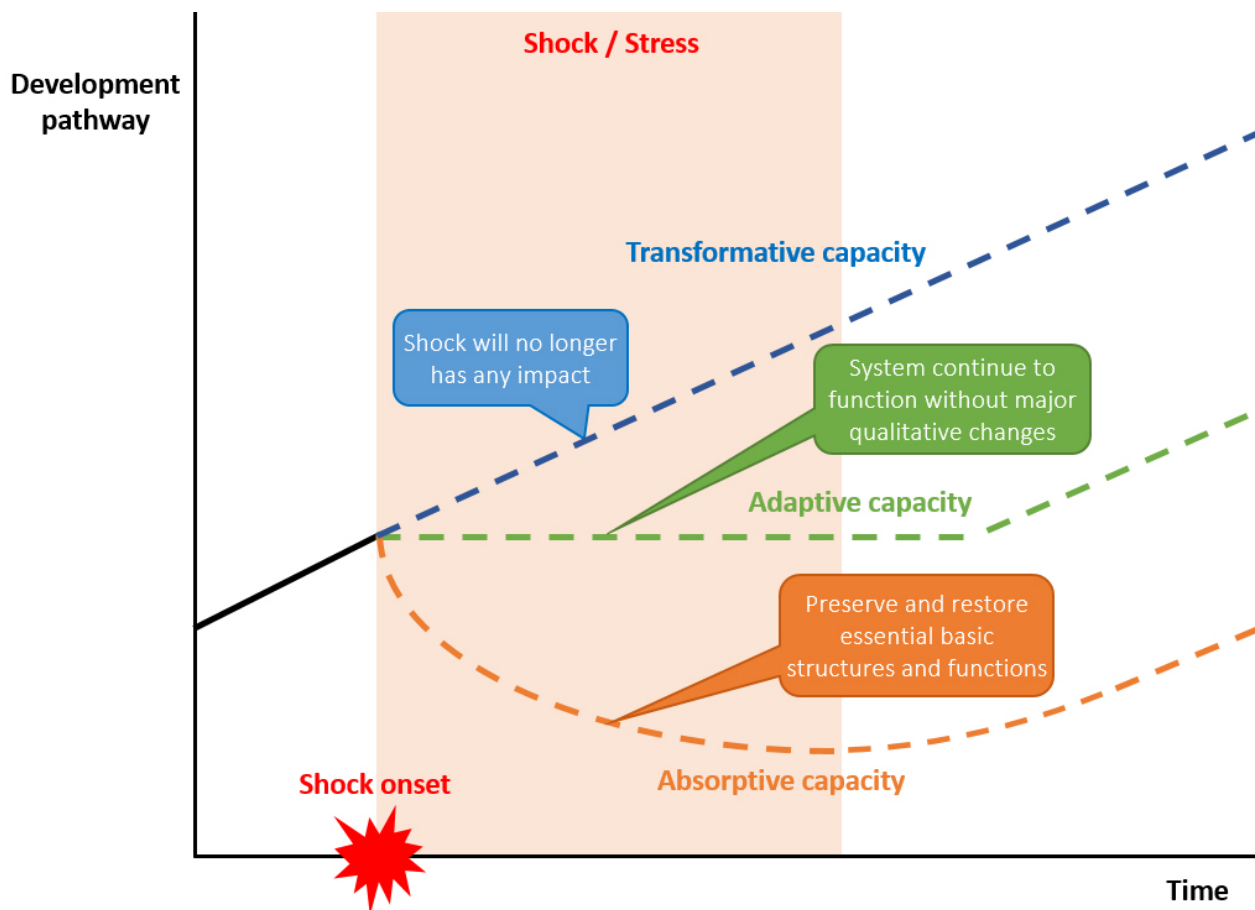 Shock / Stress
Development
pathway
Transformative capacity
Shock will no longer
has any impact
System continue to
function without major
qualitative changes
Adaptive capacity
Preserve and restore
essential basic
structures and functions
Absorptive capacity
Shock onset
Time